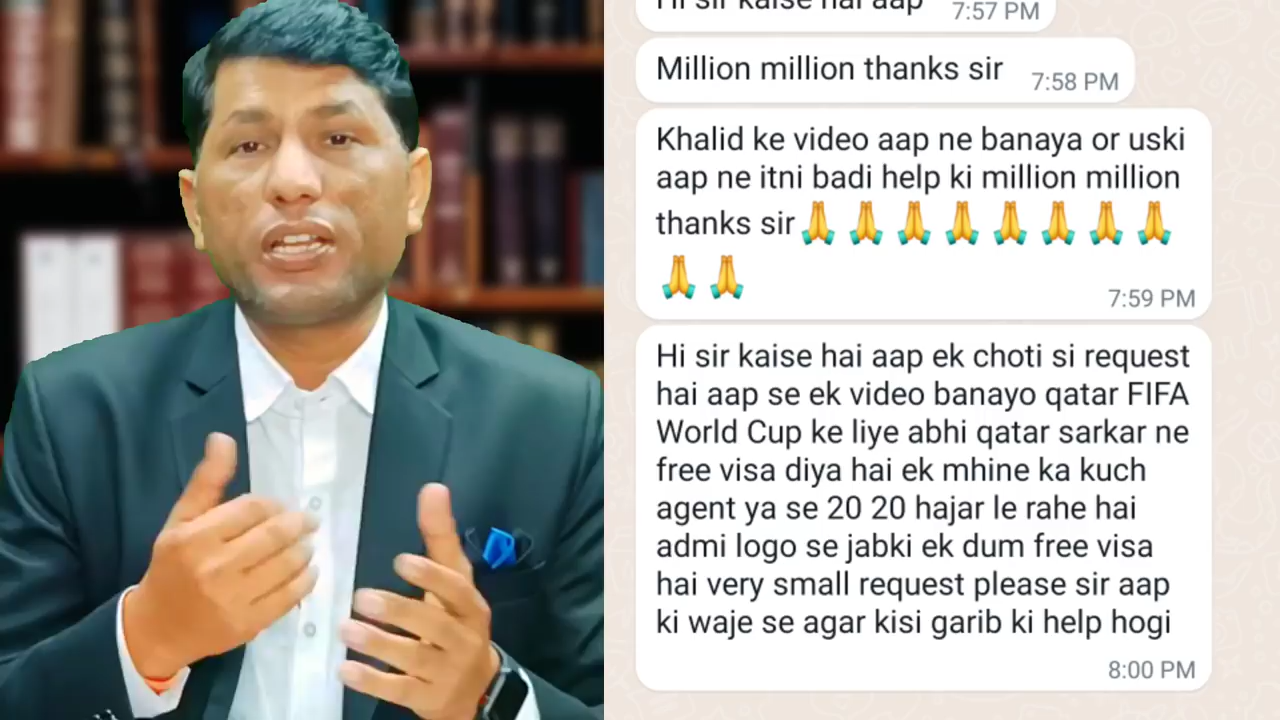 Hi sir kaise hai aap 7:57 PM
Million million thanks sir 7:58 PM
Khalid ke video aap ne banaya or uski
aap ne itni badi help ki million million
thanks sir🙏🙏🙏🙏🙏🙏🙏🙏
🙏🙏 7:59 PM
Hi sir kaise hai aap ek choti si request
hai aap se ek video banayo qatar FIFA
World Cup ke liye abhi qatar sarkar ne
free visa diya hai ek mhine ka kuch
agent ya se 20 20 hajar le rahe hai
admi logo se jabki ek dum free visa
hai very small request please sir aap
ki waje se agar kisi garib ki help hogi
8:00 PM